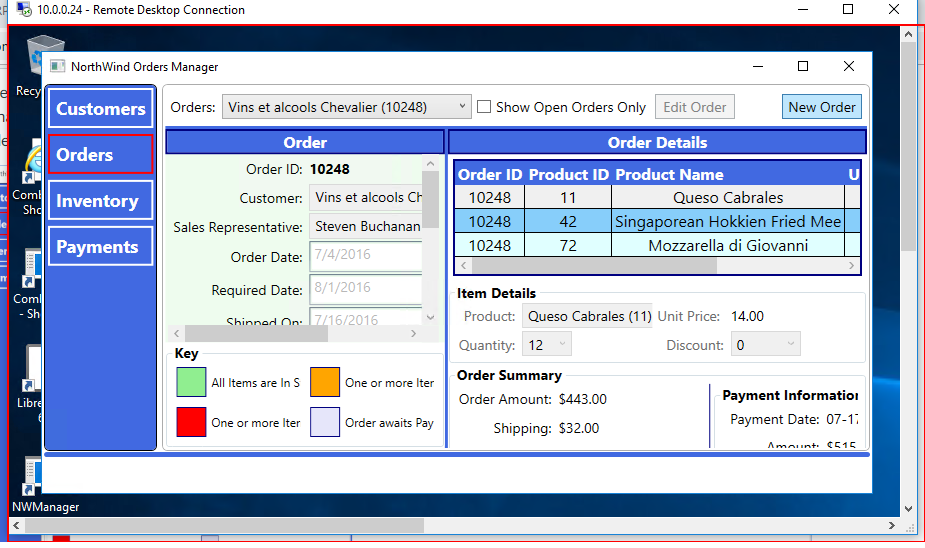 10.0.0.24 - Remote Desktop Connection
NorthWind Orders Manager
Recy
Customers
Orders
Inventory
Payments
Orders: Vins et alcools Chevalier (10248) Show Open Orders Only Edit Order New Order
Order
Order ID: 10248
Customer: Vins et alcools Ch
Sales Representative: Steven Buchanan
Order Date: 7/4/2016
Required Date: 8/1/2016
Shipped On: 7/16/2016
Key
All Items are In S
One or more Iter
One or more Iter
Order awaits Pay
Order Details
Order ID Product ID Product Name U
10248 11 Queso Cabrales
10248 42 Singaporean Hokkien Fried Mee
10248 72 Mozzarella di Giovanni
Item Details
Product: Queso Cabrales (11) Unit Price: 14.00
Quantity: 12 Discount: 0
Order Summary
Order Amount: $443.00
Shipping: $32.00
Payment Information
Payment Date: 07-17
Amount: $515
Comb
Sho
Comb
- Sho
Libre
6
NWManager